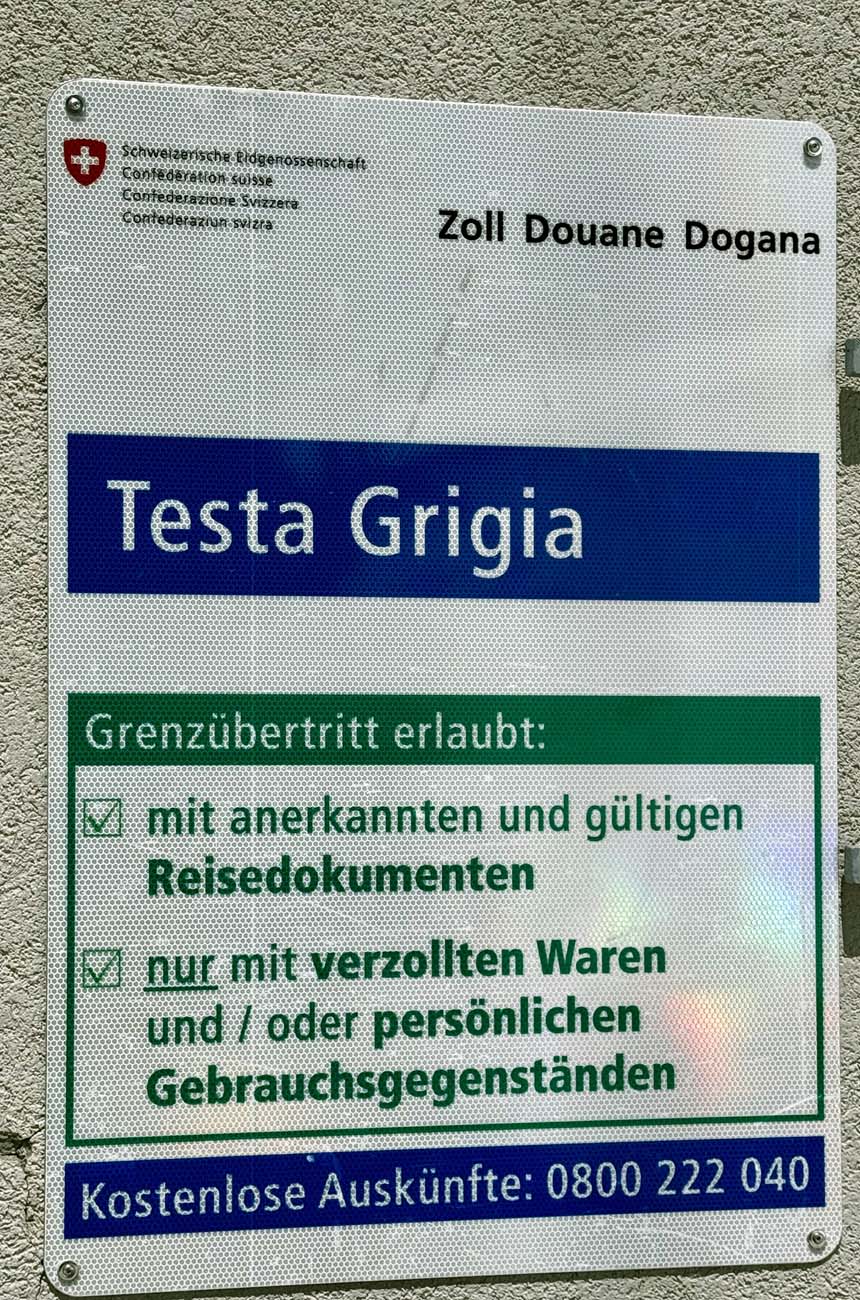 Schweizerische Eidgenossenschaft
Confédération suisse
Confederazione Svizzera
Confederaziun svizra
Zoll Douane Dogana
Testa Grigia
Grenzübertritt erlaubt:
mit anerkannten und gültigen
Reisedokumenten
nur mit verzollten Waren
und / oder persönlichen
Gebrauchsgegenständen
Kostenlose Auskünfte: 0800 222 040